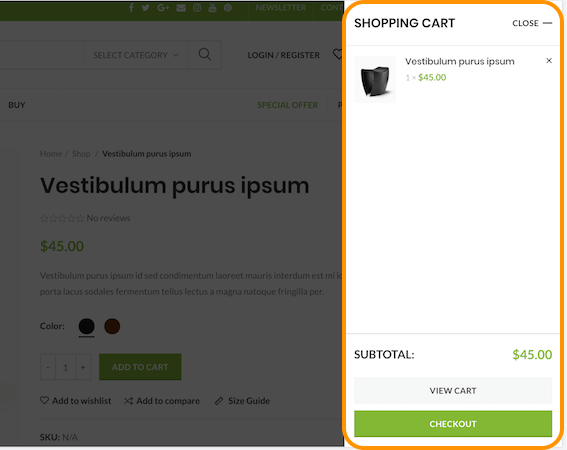 NEWSLETTER
CONT
SELECT CATEGORY
LOGIN / REGISTER
BUY
SPECIAL OFFER
P
Home / Shop / Vestibulum purus ipsum
Vestibulum purus ipsum
No reviews
$45.00
Vestibulum purus ipsum id sed condimentum laoreet mauris interdum est mi lo
porta lacus sodales fermentum tellus lectus a magna natoque fringilla per.
Color:
- 1 +
ADD TO CART
Add to wishlist
Add to compare
Size Guide
SKU: N/A
SHOPPING CART
CLOSE
Vestibulum purus ipsum ×
1 × $45.00
SUBTOTAL: $45.00
VIEW CART
CHECKOUT